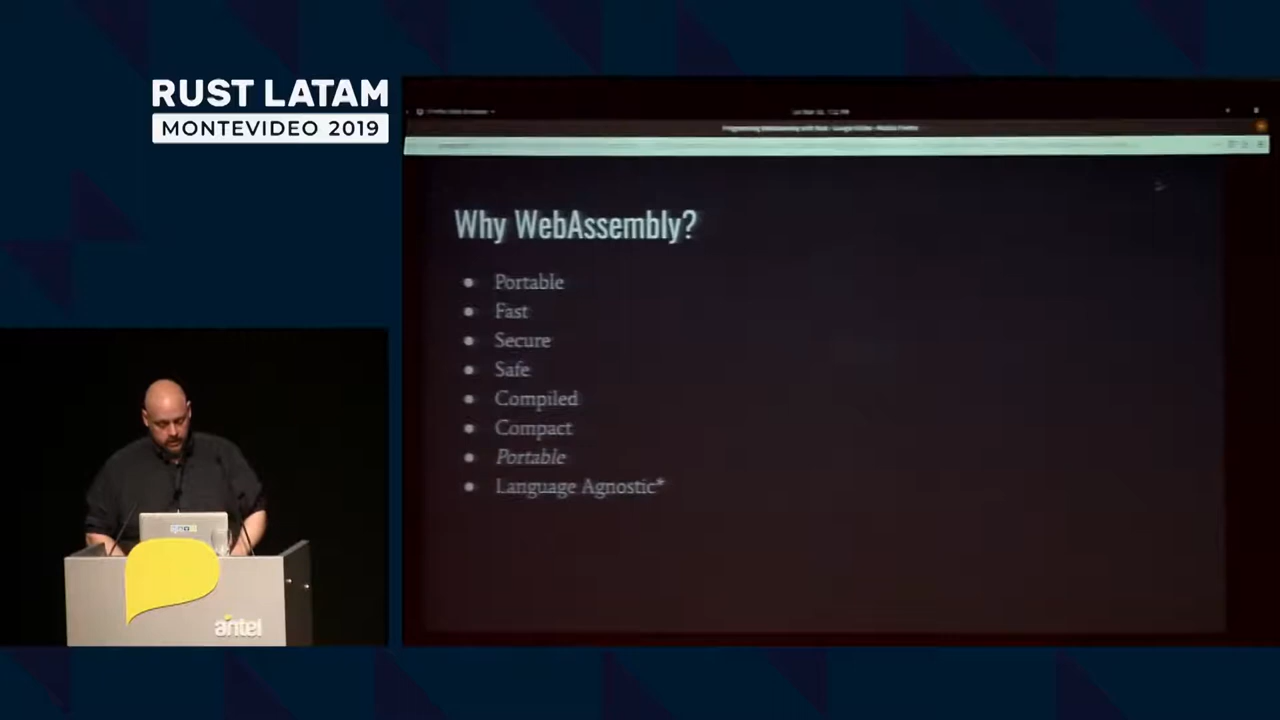 RUST LATAM
MONTEVIDEO 2019
Why WebAssembly?
Portable
Fast
Secure
Safe
Compiled
Compact
Portable
Language Agnostic*
antel